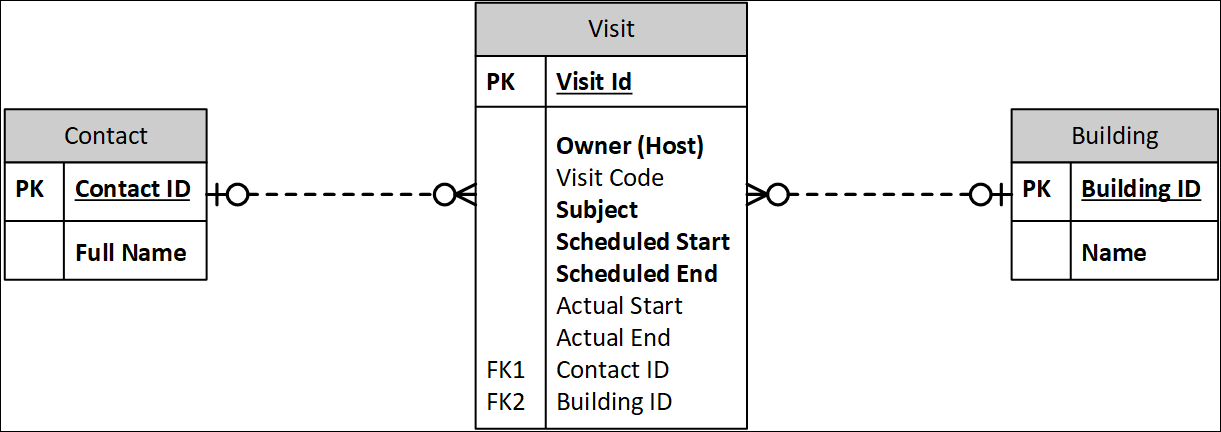 Visit
PK Visit Id
Owner (Host)
Visit Code
Subject
Scheduled Start
Scheduled End
Actual Start
Actual End
FK1 Contact ID
FK2 Building ID
Contact
PK Contact ID
Full Name
Building
PK Building ID
Name